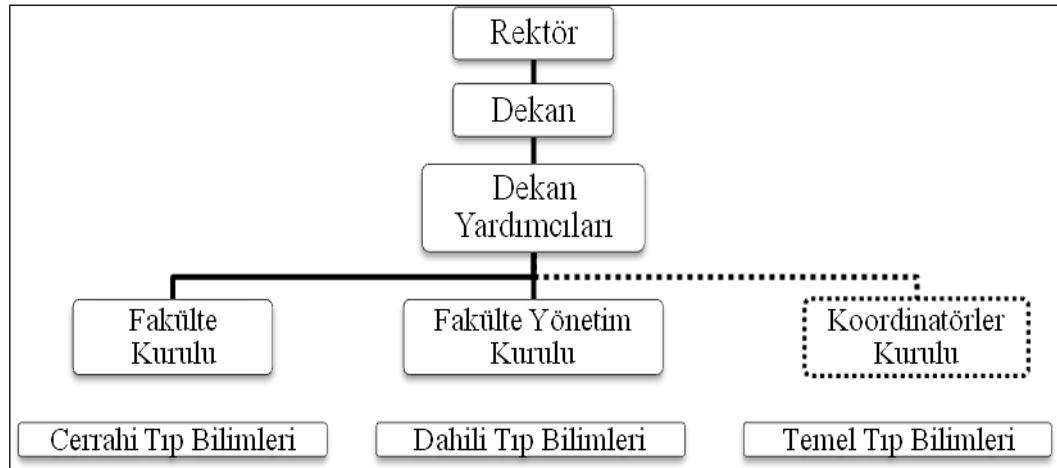 Rektör
Dekan
Dekan
Yardımcıları
Fakülte
Kurulu
Fakülte Yönetim
Kurulu
Koordinatörler
Kurulu
Cerrahi Tıp Bilimleri
Dahili Tıp Bilimleri
Temel Tıp Bilimleri